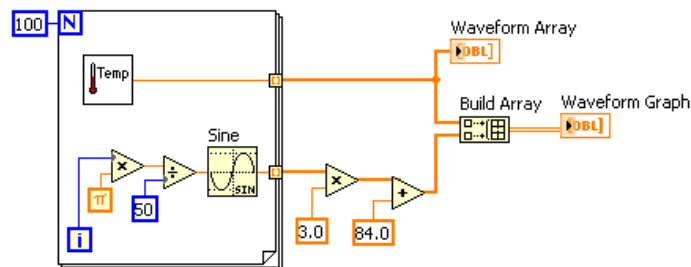 100 N
Waveform Array
DBL]
Temp
Build Array
Waveform Graph
DBL]
Sine
×
÷
SIN
×
+
π
50
i
3.0
84.0